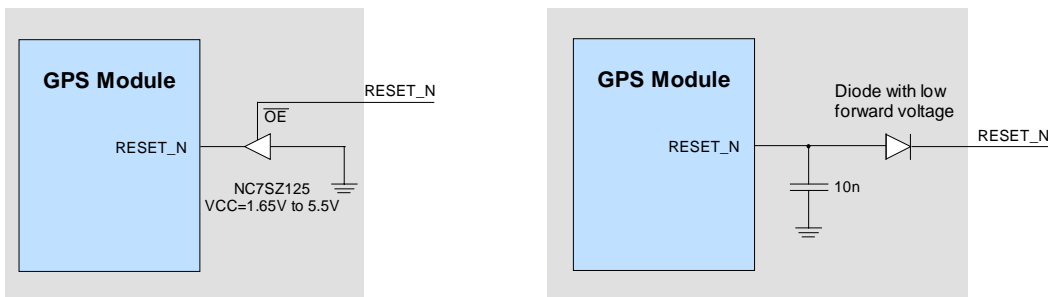 GPS Module
RESET_N
OE
RESET_N
NC7SZ125
VCC=1.65V to 5.5V
GPS Module
Diode with low
forward voltage
RESET_N
RESET_N
10n